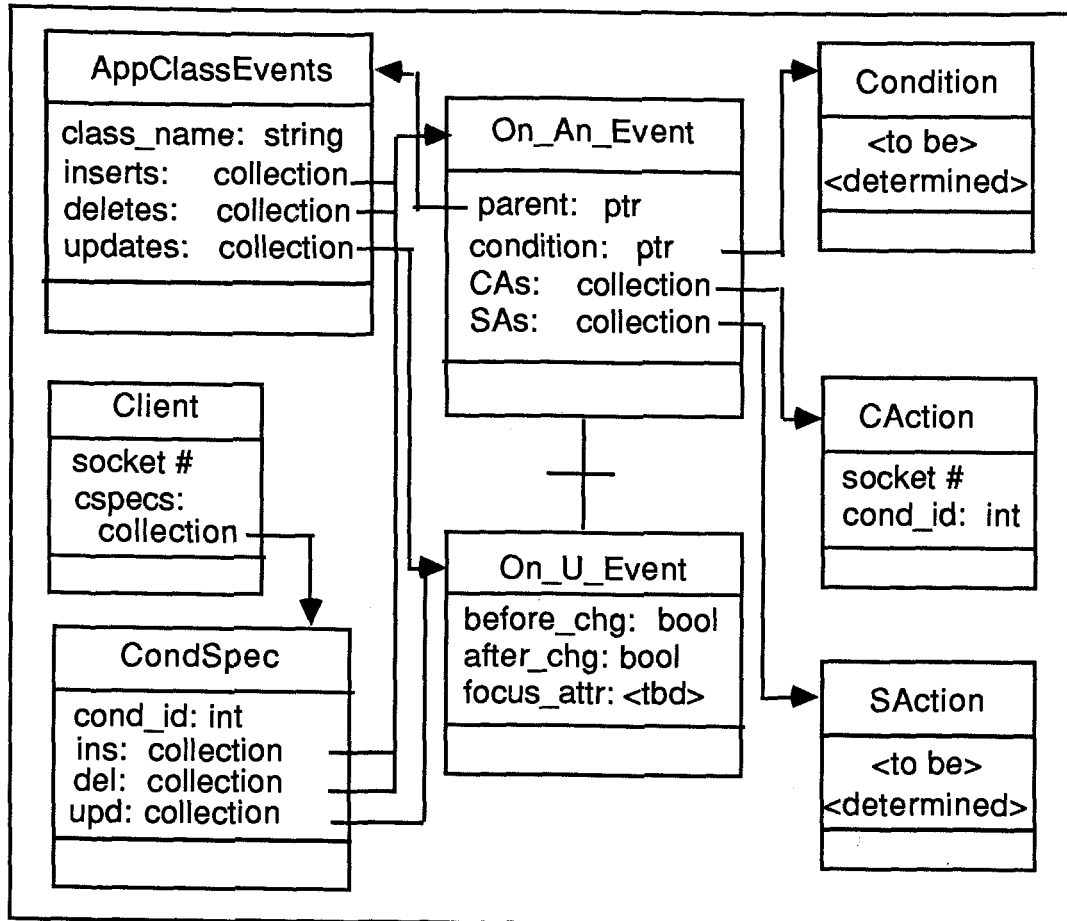 AppClassEvents
class_name: string
inserts: collection
deletes: collection
updates: collection
On_An_Event
parent: ptr
condition: ptr
CAs: collection
SAs: collection
Condition
<to be>
<determined>
Client
socket #
cspecs:
collection
CAction
socket #
cond_id: int
On_U_Event
before_chg: bool
after_chg: bool
focus_attr: <tbd>
CondSpec
cond_id: int
ins: collection
del: collection
upd: collection
SAction
<to be>
<determined>